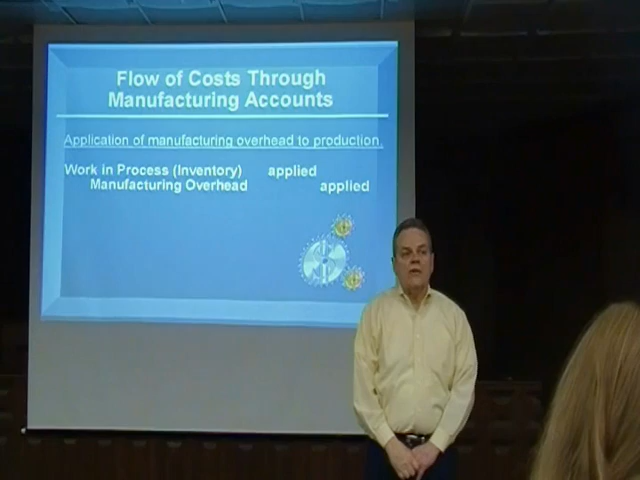 Flow of Costs Through
Manufacturing Accounts
Application of manufacturing overhead to production.
Work in Process (Inventory) applied
Manufacturing Overhead applied